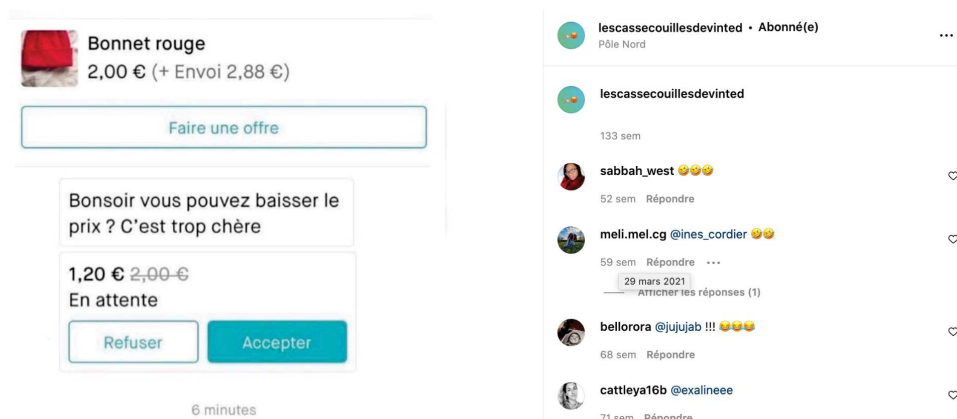 Bonnet rouge
2,00 € (+ Envoi 2,88 €)
Faire une offre
Bonsoir vous pouvez baisser le
prix ? C'est trop chère
1,20 € 2,00 €
En attente
Refuser
Accepter
6 minutes
lescassecouillesdevinted • Abonné(e)
Pôle Nord
lescassecouillesdevinted
133 sem
sabbah_west 🤣🤣🤣
52 sem Répondre
meli.mel.cg @ines_cordier 🤣🤣
59 sem Répondre
29 mars 2021
Afficher les réponses (1)
bellorora @jujujab !!! 😂😂😂
68 sem Répondre
cattleya16b @exalineee
71 sem Répondre